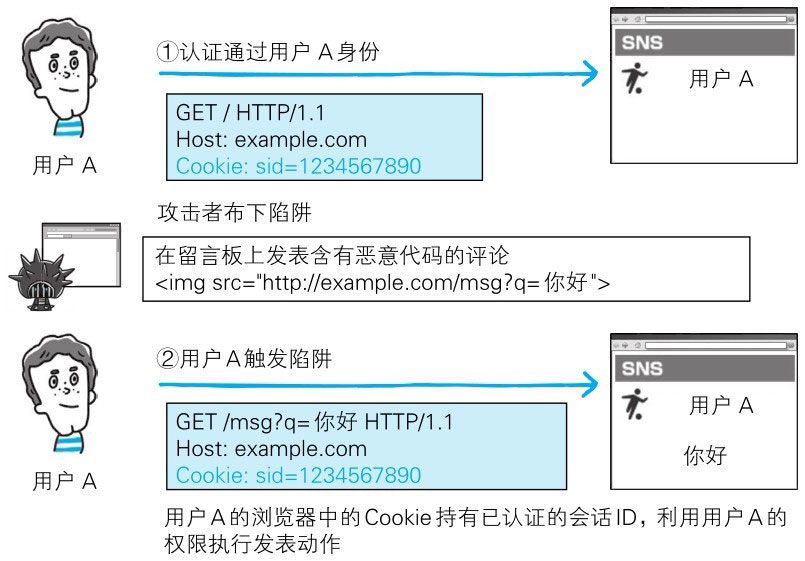 ①认证通过用户 A 身份
SNS
用户 A
GET / HTTP/1.1
Host: example.com
Cookie: sid=1234567890
用户 A
攻击者布下陷阱
在留言板上发表含有恶意代码的评论
<img src="http://example.com/msg?q= 你好">
②用户 A 触发陷阱
SNS
用户 A
你好
GET /msg?q= 你好 HTTP/1.1
Host: example.com
Cookie: sid=1234567890
用户 A
用户 A 的浏览器中的 Cookie 持有已认证的会话 ID，利用用户 A 的
权限执行发表动作